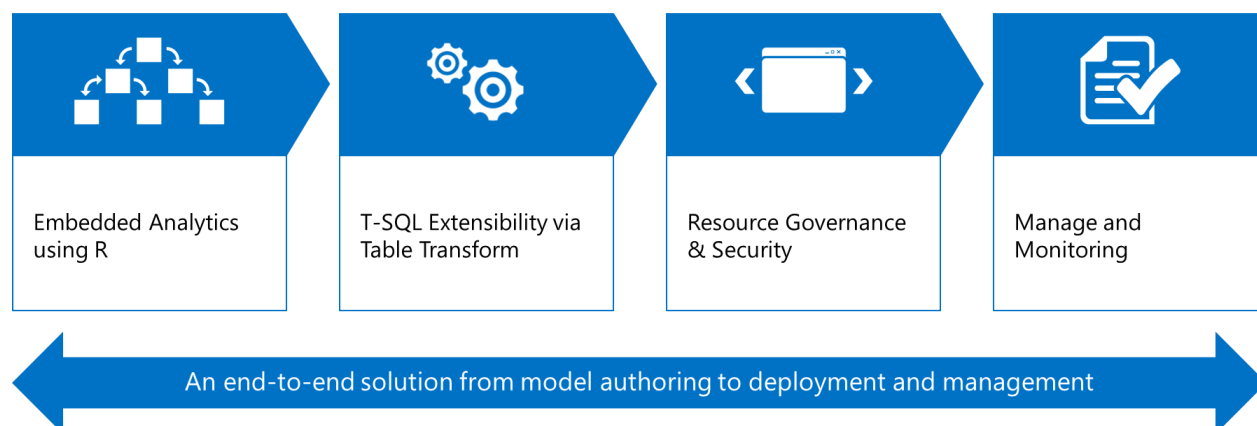 Embedded Analytics
using R
T-SQL Extensibility via
Table Transform
Resource Governance
& Security
Manage and
Monitoring
An end-to-end solution from model authoring to deployment and management